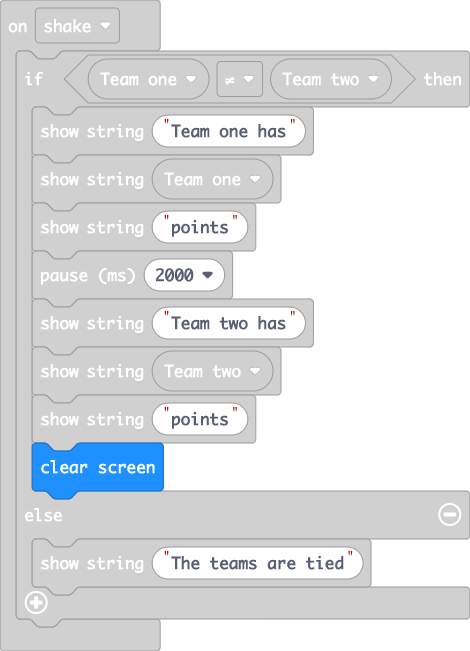 on shake
if Team one ≠ Team two then
show string "Team one has"
show string Team one
show string "points"
pause (ms) 2000
show string "Team two has"
show string Team two
show string "points"
clear screen
else
show string "The teams are tied"